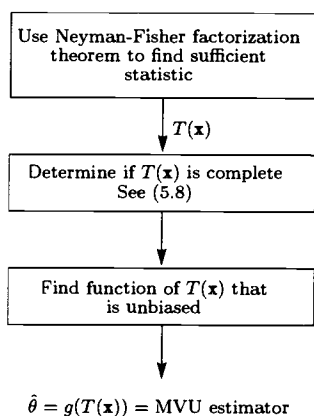 Use Neyman-Fisher factorization
theorem to find sufficient
statistic
T(x)
Determine if T(x) is complete
See (5.8)
Find function of T(x) that
is unbiased
θ̂ = g(T(x)) = MVU estimator